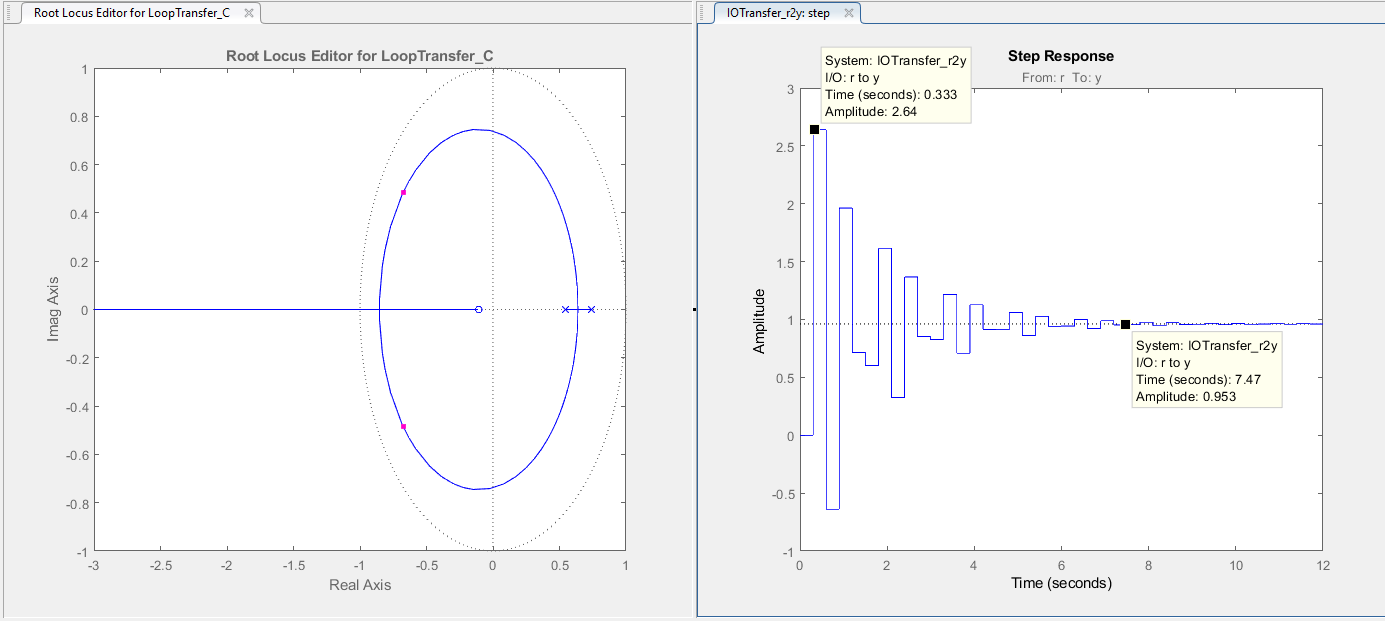 Root Locus Editor for LoopTransfer_C
IOTransfer_r2y: step
Root Locus Editor for LoopTransfer_C
1
0.8
0.6
0.4
0.2
0
-0.2
-0.4
-0.6
-0.8
-1
Imag Axis
-3
-2.5
-2
-1.5
-1
-0.5
0
0.5
1
Real Axis
Step Response
From: r To: y
System: IOTransfer_r2y
I/O: r to y
Time (seconds): 0.333
Amplitude: 2.64
3
2.5
2
1.5
1
0.5
0
-0.5
-1
Amplitude
System: IOTransfer_r2y
I/O: r to y
Time (seconds): 7.47
Amplitude: 0.953
0
2
4
6
8
10
12
Time (seconds)